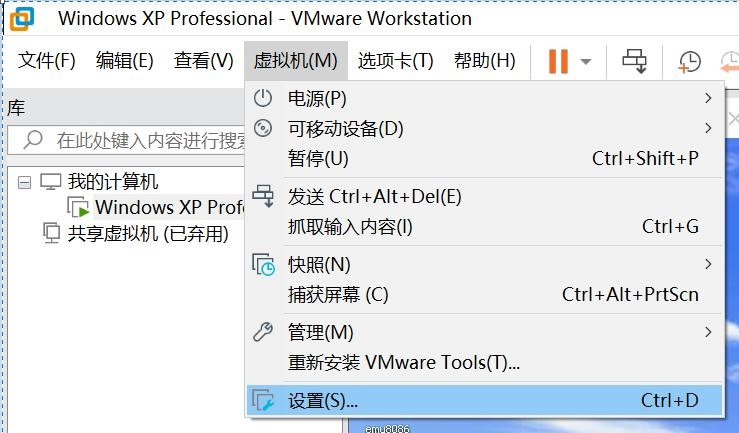 Windows XP Professional - VMware Workstation
文件(F) 编辑(E) 查看(V) 虚拟机(M) 选项卡(T) 帮助(H)
库
在此处键入内容进行搜索
我的计算机
Windows XP Profe
共享虚拟机 (已弃用)
电源(P)
可移动设备(D)
暂停(U) Ctrl+Shift+P
发送 Ctrl+Alt+Del(E)
抓取输入内容(I) Ctrl+G
快照(N)
捕获屏幕 (C) Ctrl+Alt+PrtScn
管理(M)
重新安装 VMware Tools(T)...
设置(S)... Ctrl+D
emu8086